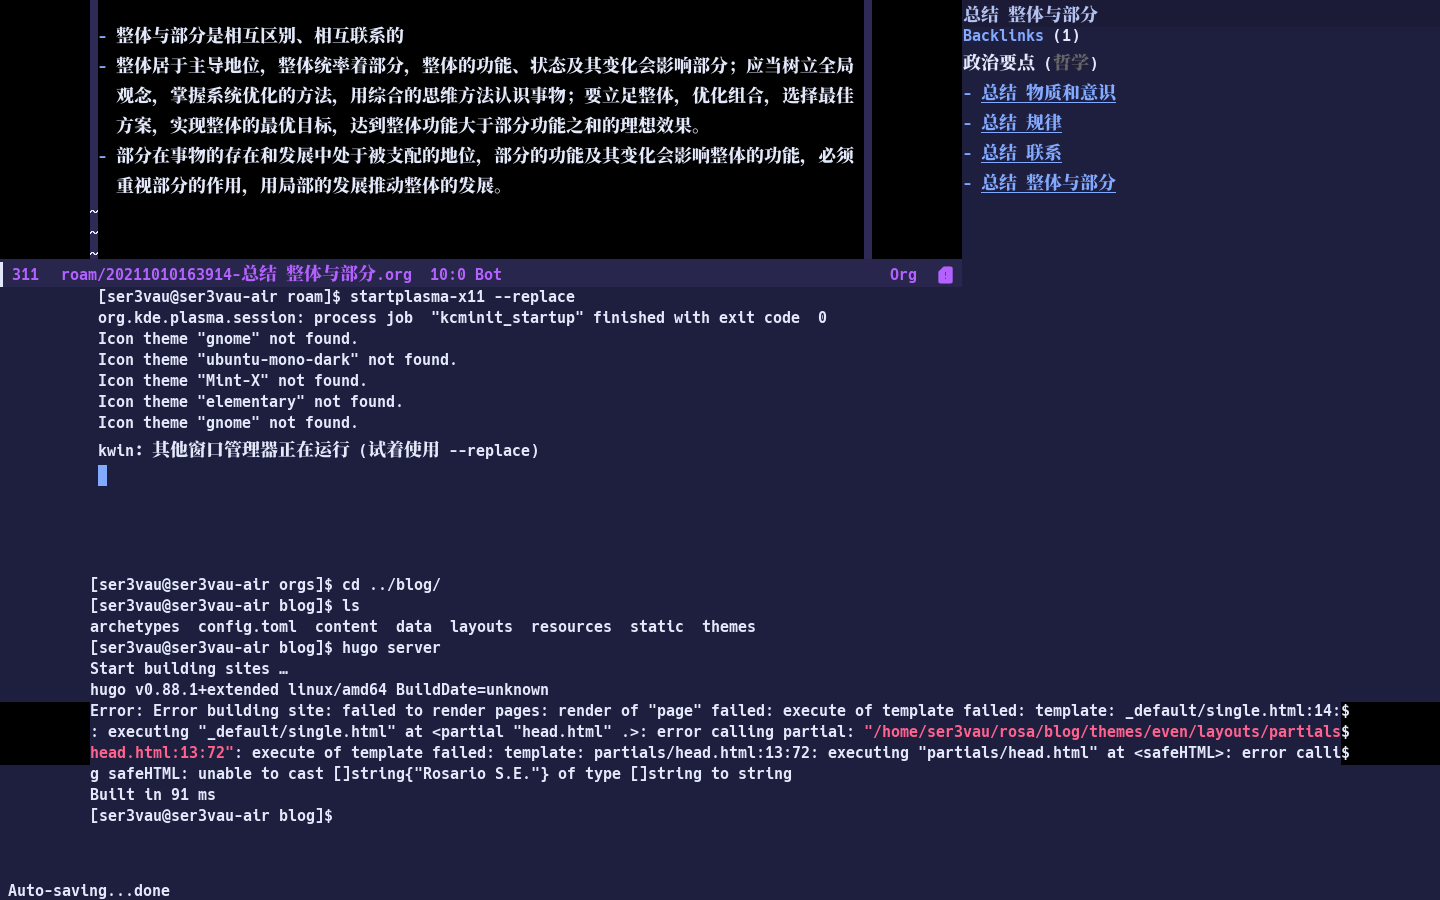 - 整体与部分是相互区别、相互联系的
- 整体居于主导地位，整体统率着部分，整体的功能、状态及其变化会影响部分；应当树立全局
观念，掌握系统优化的方法，用综合的思维方法认识事物；要立足整体，优化组合，选择最佳
方案，实现整体的最优目标，达到整体功能大于部分功能之和的理想效果。
- 部分在事物的存在和发展中处于被支配的地位，部分的功能及其变化会影响整体的功能，必须
重视部分的作用，用局部的发展推动整体的发展。
~
~
~
311 roam/20211010163914-总结 整体与部分.org 10:0 Bot Org
总结 整体与部分
Backlinks (1)
政治要点 (哲学)
- 总结 物质和意识
- 总结 规律
- 总结 联系
- 总结 整体与部分
[ser3vau@ser3vau-air roam]$ startplasma-x11 --replace
org.kde.plasma.session: process job  "kcminit_startup" finished with exit code  0
Icon theme "gnome" not found.
Icon theme "ubuntu-mono-dark" not found.
Icon theme "Mint-X" not found.
Icon theme "elementary" not found.
Icon theme "gnome" not found.
kwin: 其他窗口管理器正在运行 (试着使用 --replace)
[ser3vau@ser3vau-air orgs]$ cd ../blog/
[ser3vau@ser3vau-air blog]$ ls
archetypes  config.toml  content  data  layouts  resources  static  themes
[ser3vau@ser3vau-air blog]$ hugo server
Start building sites …
hugo v0.88.1+extended linux/amd64 BuildDate=unknown
Error: Error building site: failed to render pages: render of "page" failed: execute of template failed: template: _default/single.html:14:$
: executing "_default/single.html" at <partial "head.html" .>: error calling partial: "/home/ser3vau/rosa/blog/themes/even/layouts/partials$
head.html:13:72": execute of template failed: template: partials/head.html:13:72: executing "partials/head.html" at <safeHTML>: error calli$
g safeHTML: unable to cast []string{"Rosario S.E."} of type []string to string
Built in 91 ms
[ser3vau@ser3vau-air blog]$
Auto-saving...done